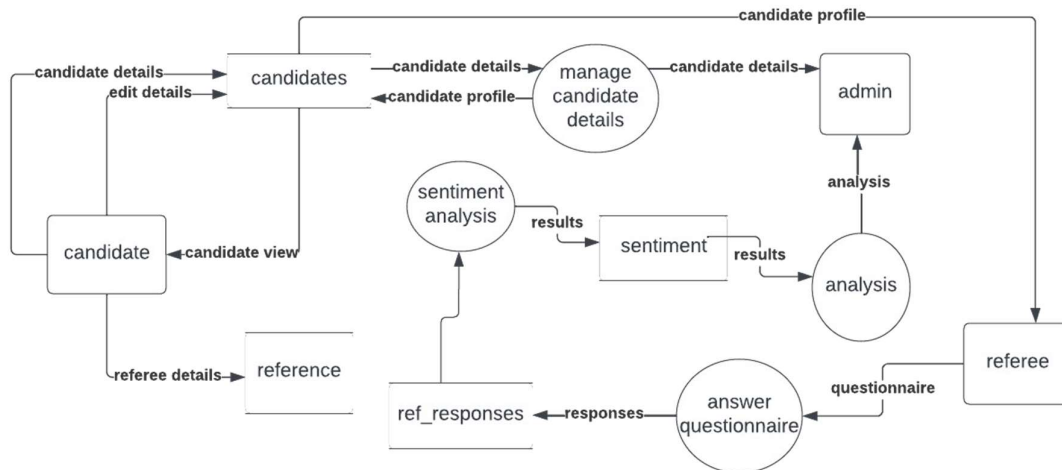 candidate profile
candidate details
edit details
candidates
candidate details
candidate profile
manage
candidate
details
candidate details
admin
analysis
sentiment
analysis
results
sentiment
results
analysis
candidate
candidate view
referee details
reference
ref_responses
responses
answer
questionnaire
questionnaire
referee